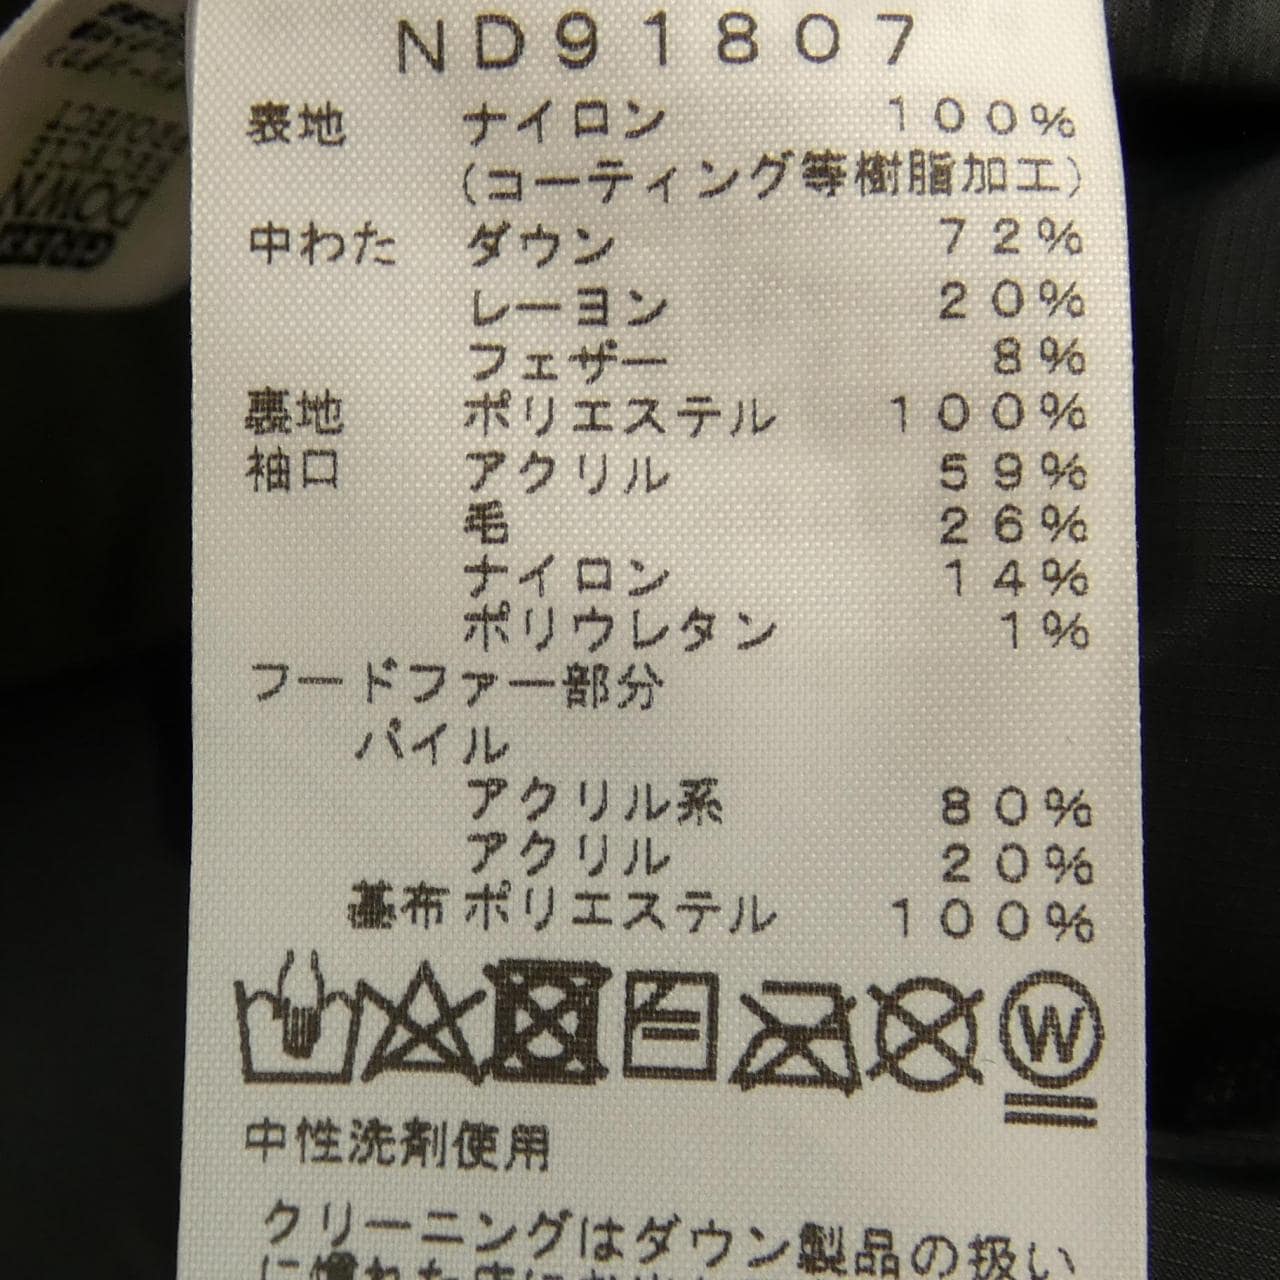 ND91807
表地 ナイロン 100%
(コーティング等樹脂加工)
中わた ダウン 72%
レーヨン 20%
フェザー 8%
裏地 ポリエステル 100%
袖口 アクリル 59%
毛 26%
ナイロン 14%
ポリウレタン 1%
フードファー部分
パイル
アクリル系 80%
アクリル 20%
基布 ポリエステル 100%
W
中性洗剤使用
クリーニングはダウン製品の扱い
GREEN
DOWN
RECYCLE
PROJECT